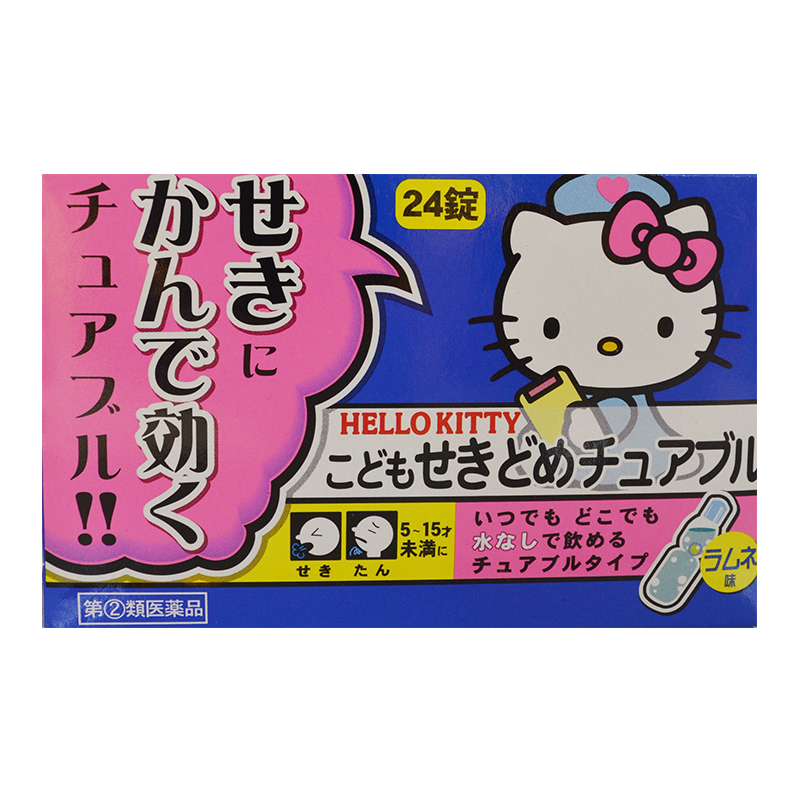 せきに
かんで効く
チュアブル!!
24錠
HELLO KITTY
こどもせきどめチュアブル
せき たん
5~15才
未満に
いつでも どこでも
水なしで飲める
チュアブルタイプ
ラムネ
味
指②類医薬品